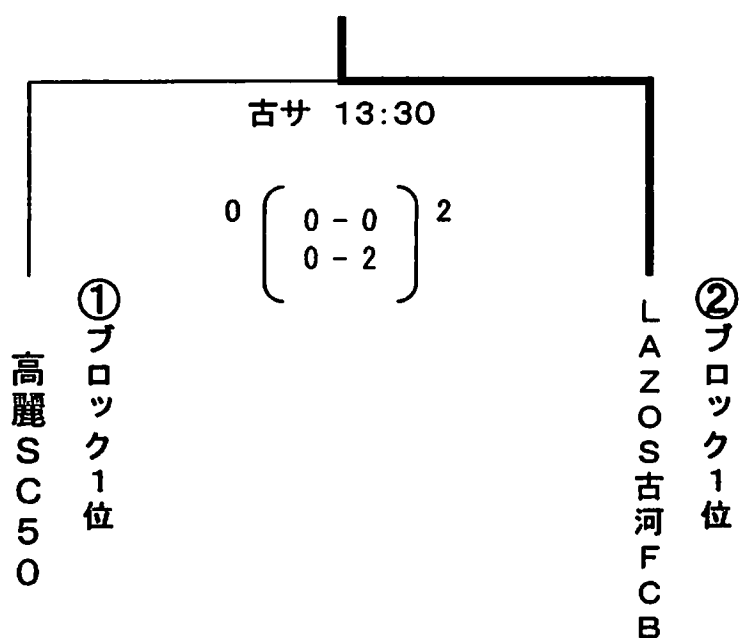 古サ 13:30
0 ( 0 - 0 ) 2
0 - 2
①ブロック1位
高麗SC50
②ブロック1位
LAZOS古河FCB